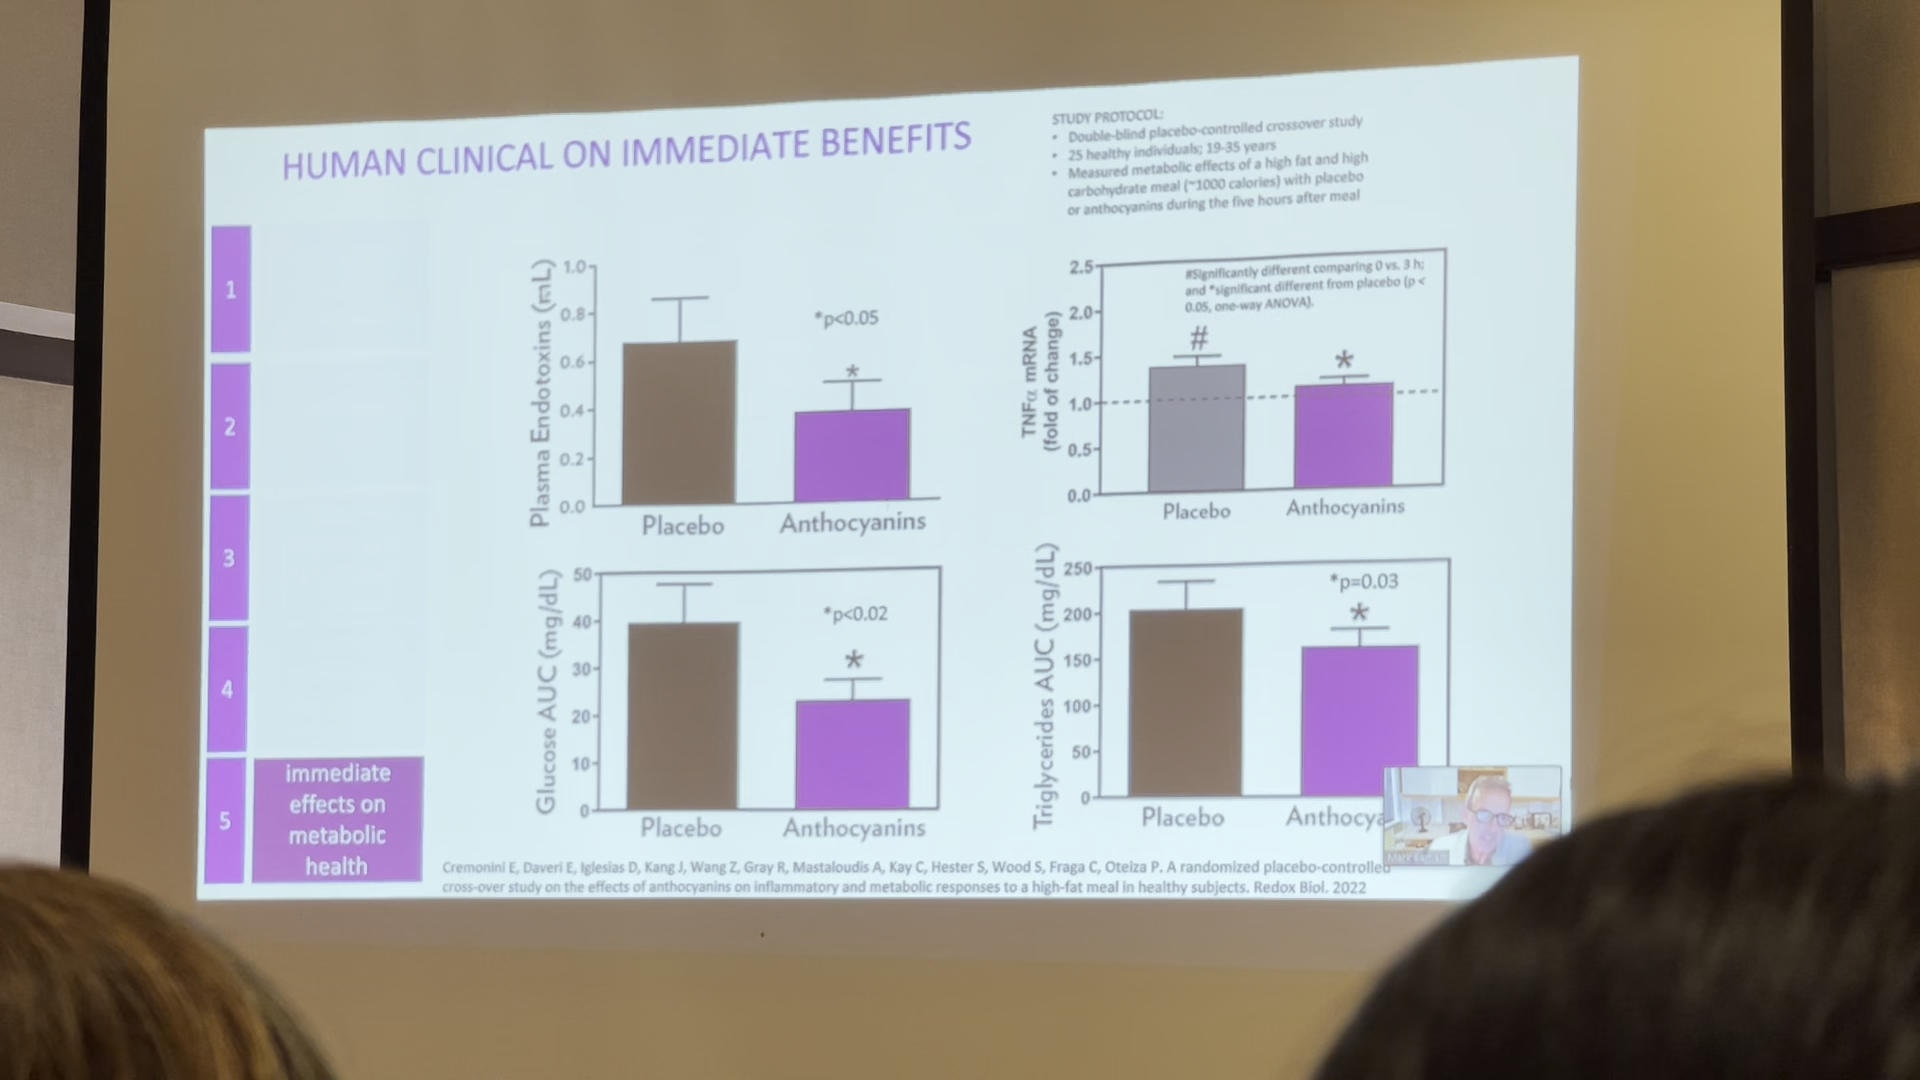 HUMAN CLINICAL ON IMMEDIATE BENEFITS
STUDY PROTOCOL:
• Double-blind placebo-controlled crossover study
• 25 healthy individuals; 19-35 years
• Measured metabolic effects of a high fat and high
carbohydrate meal (~1000 calories) with placebo
or anthocyanins during the five hours after meal
1
2
3
4
5
immediate
effects on
metabolic
health
Plasma Endotoxins (mL)
1.0
0.8
0.6
0.4
0.2
0.0
*p<0.05
*
Placebo
Anthocyanins
TNFα mRNA
(fold of change)
2.5
2.0
1.5
1.0
0.5
0.0
#Significantly different comparing 0 vs. 3 h;
and *significant different from placebo (p <
0.05, one-way ANOVA).
#
*
Placebo
Anthocyanins
Glucose AUC (mg/dL)
50
40
30
20
10
0
*p<0.02
*
Placebo
Anthocyanins
Triglycerides AUC (mg/dL)
250
200
150
100
50
0
*p=0.03
*
Placebo
Anthocya
Cremonini E, Daveri E, Iglesias D, Kang J, Wang Z, Gray R, Mastaloudis A, Kay C, Hester S, Wood S, Fraga C, Oteiza P. A randomized placebo-controlled
cross-over study on the effects of anthocyanins on inflammatory and metabolic responses to a high-fat meal in healthy subjects. Redox Biol. 2022